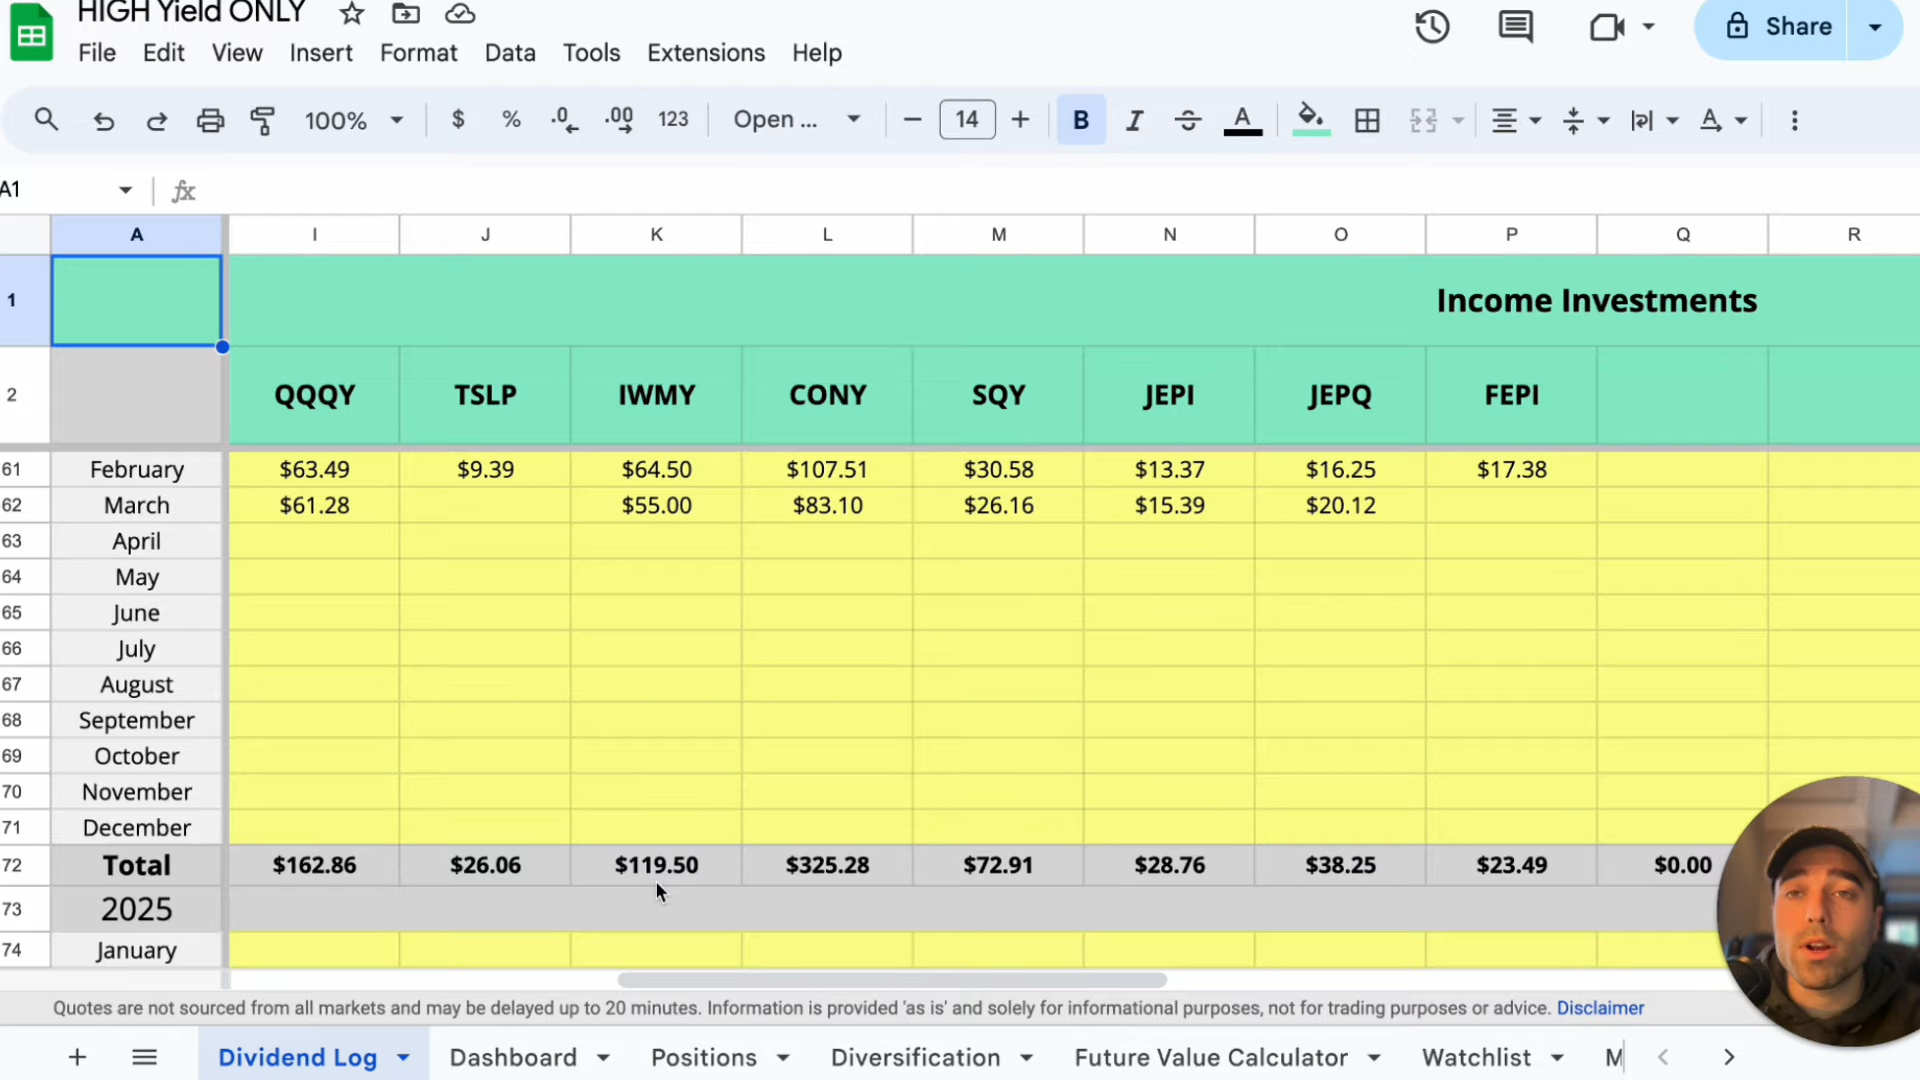 HIGH Yield ONLY
File Edit View Insert Format Data Tools Extensions Help
Share
100% $ % .0 .00 123 Open ... 14 B I A
A1 fx
A I J K L M N O P Q R
1 Income Investments
2 QQQY TSLP IWMY CONY SQY JEPI JEPQ FEPI
61 February $63.49 $9.39 $64.50 $107.51 $30.58 $13.37 $16.25 $17.38
62 March $61.28 $55.00 $83.10 $26.16 $15.39 $20.12
63 April
64 May
65 June
66 July
67 August
68 September
69 October
70 November
71 December
72 Total $162.86 $26.06 $119.50 $325.28 $72.91 $28.76 $38.25 $23.49 $0.00
73 2025
74 January
Quotes are not sourced from all markets and may be delayed up to 20 minutes. Information is provided 'as is' and solely for informational purposes, not for trading purposes or advice. Disclaimer
Dividend Log Dashboard Positions Diversification Future Value Calculator Watchlist M